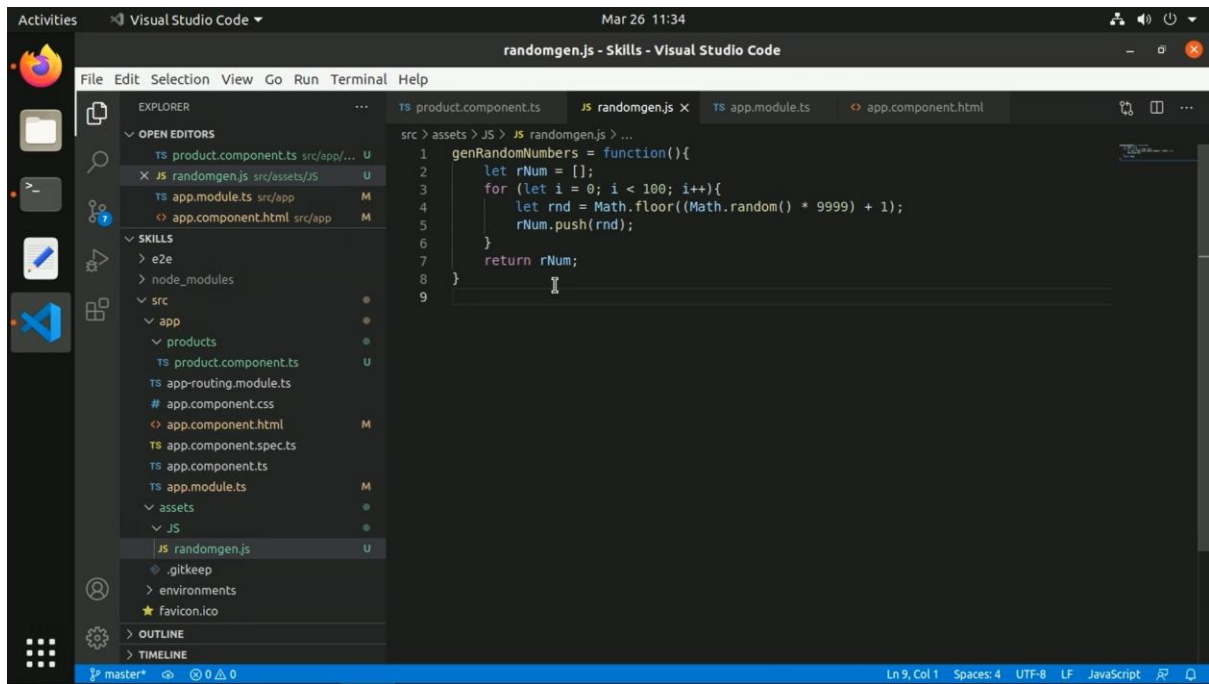 Activities Visual Studio Code Mar 26 11:34
randomgen.js - Skills - Visual Studio Code
File Edit Selection View Go Run Terminal Help
EXPLORER ...
OPEN EDITORS
TS product.component.ts src/app/... U
JS randomgen.js src/assets/JS U
TS app.module.ts src/app M
<> app.component.html src/app M
SKILLS
e2e
node_modules
src
app
products
TS product.component.ts U
TS app-routing.module.ts
# app.component.css
<> app.component.html M
TS app.component.spec.ts
TS app.component.ts
TS app.module.ts M
assets
JS
JS randomgen.js U
.gitkeep
environments
favicon.ico
OUTLINE
TIMELINE
7
TS product.component.ts JS randomgen.js TS app.module.ts <> app.component.html ...
src > assets > JS > JS randomgen.js > ...
1 genRandomNumbers = function(){
2 let rNum = [];
3 for (let i = 0; i < 100; i++){
4 let rnd = Math.floor((Math.random() * 9999) + 1);
5 rNum.push(rnd);
6 }
7 return rNum;
8 }
9
master* 0 0 Ln 9, Col 1 Spaces: 4 UTF-8 LF JavaScript